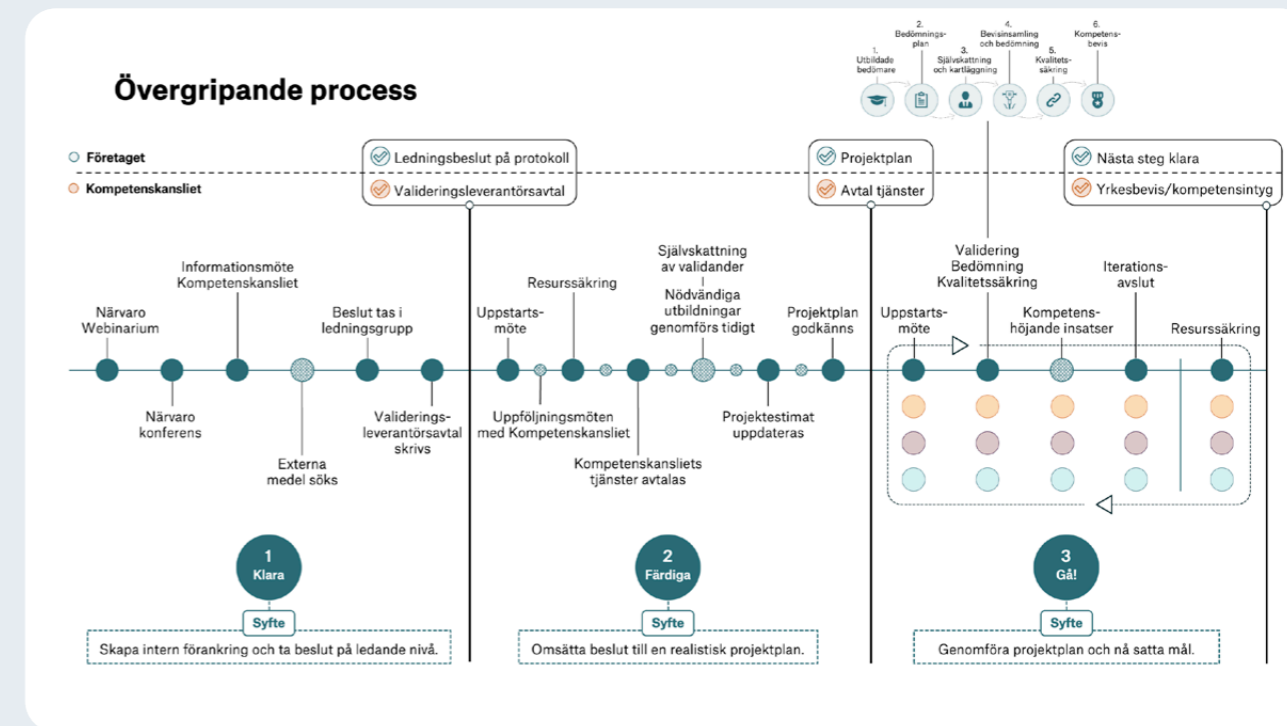 Övergripande process
1.
Utbildade
bedömare
2.
Bedömnings-
plan
3.
Självskattning
och kartläggning
4.
Bevisinsamling
och bedömning
5.
Kvalitets-
säkring
6.
Kompetens-
bevis
Företaget
Kompetenskansliet
Ledningsbeslut på protokoll
Valideringsleverantörsavtal
Projektplan
Avtal tjänster
Nästa steg klara
Yrkesbevis/kompetensintyg
Närvaro
Webinarium
Närvaro
konferens
Informationsmöte
Kompetenskansliet
Externa
medel söks
Beslut tas i
ledningsgrupp
Validerings-
leverantörsavtal
skrivs
Uppstarts-
möte
Uppföljningsmöten
med Kompetenskansliet
Resurssäkring
Kompetenskansliets
tjänster avtalas
Självskattning
av validander
Nödvändiga
utbildningar
genomförs tidigt
Projektestimat
uppdateras
Projektplan
godkänns
Uppstarts-
möte
Validering
Bedömning
Kvalitetssäkring
Kompetens-
höjande insatser
Iterations-
avslut
Resurssäkring
1
Klara
Syfte
Skapa intern förankring och ta beslut på ledande nivå.
2
Färdiga
Syfte
Omsätta beslut till en realistisk projektplan.
3
Gå!
Syfte
Genomföra projektplan och nå satta mål.